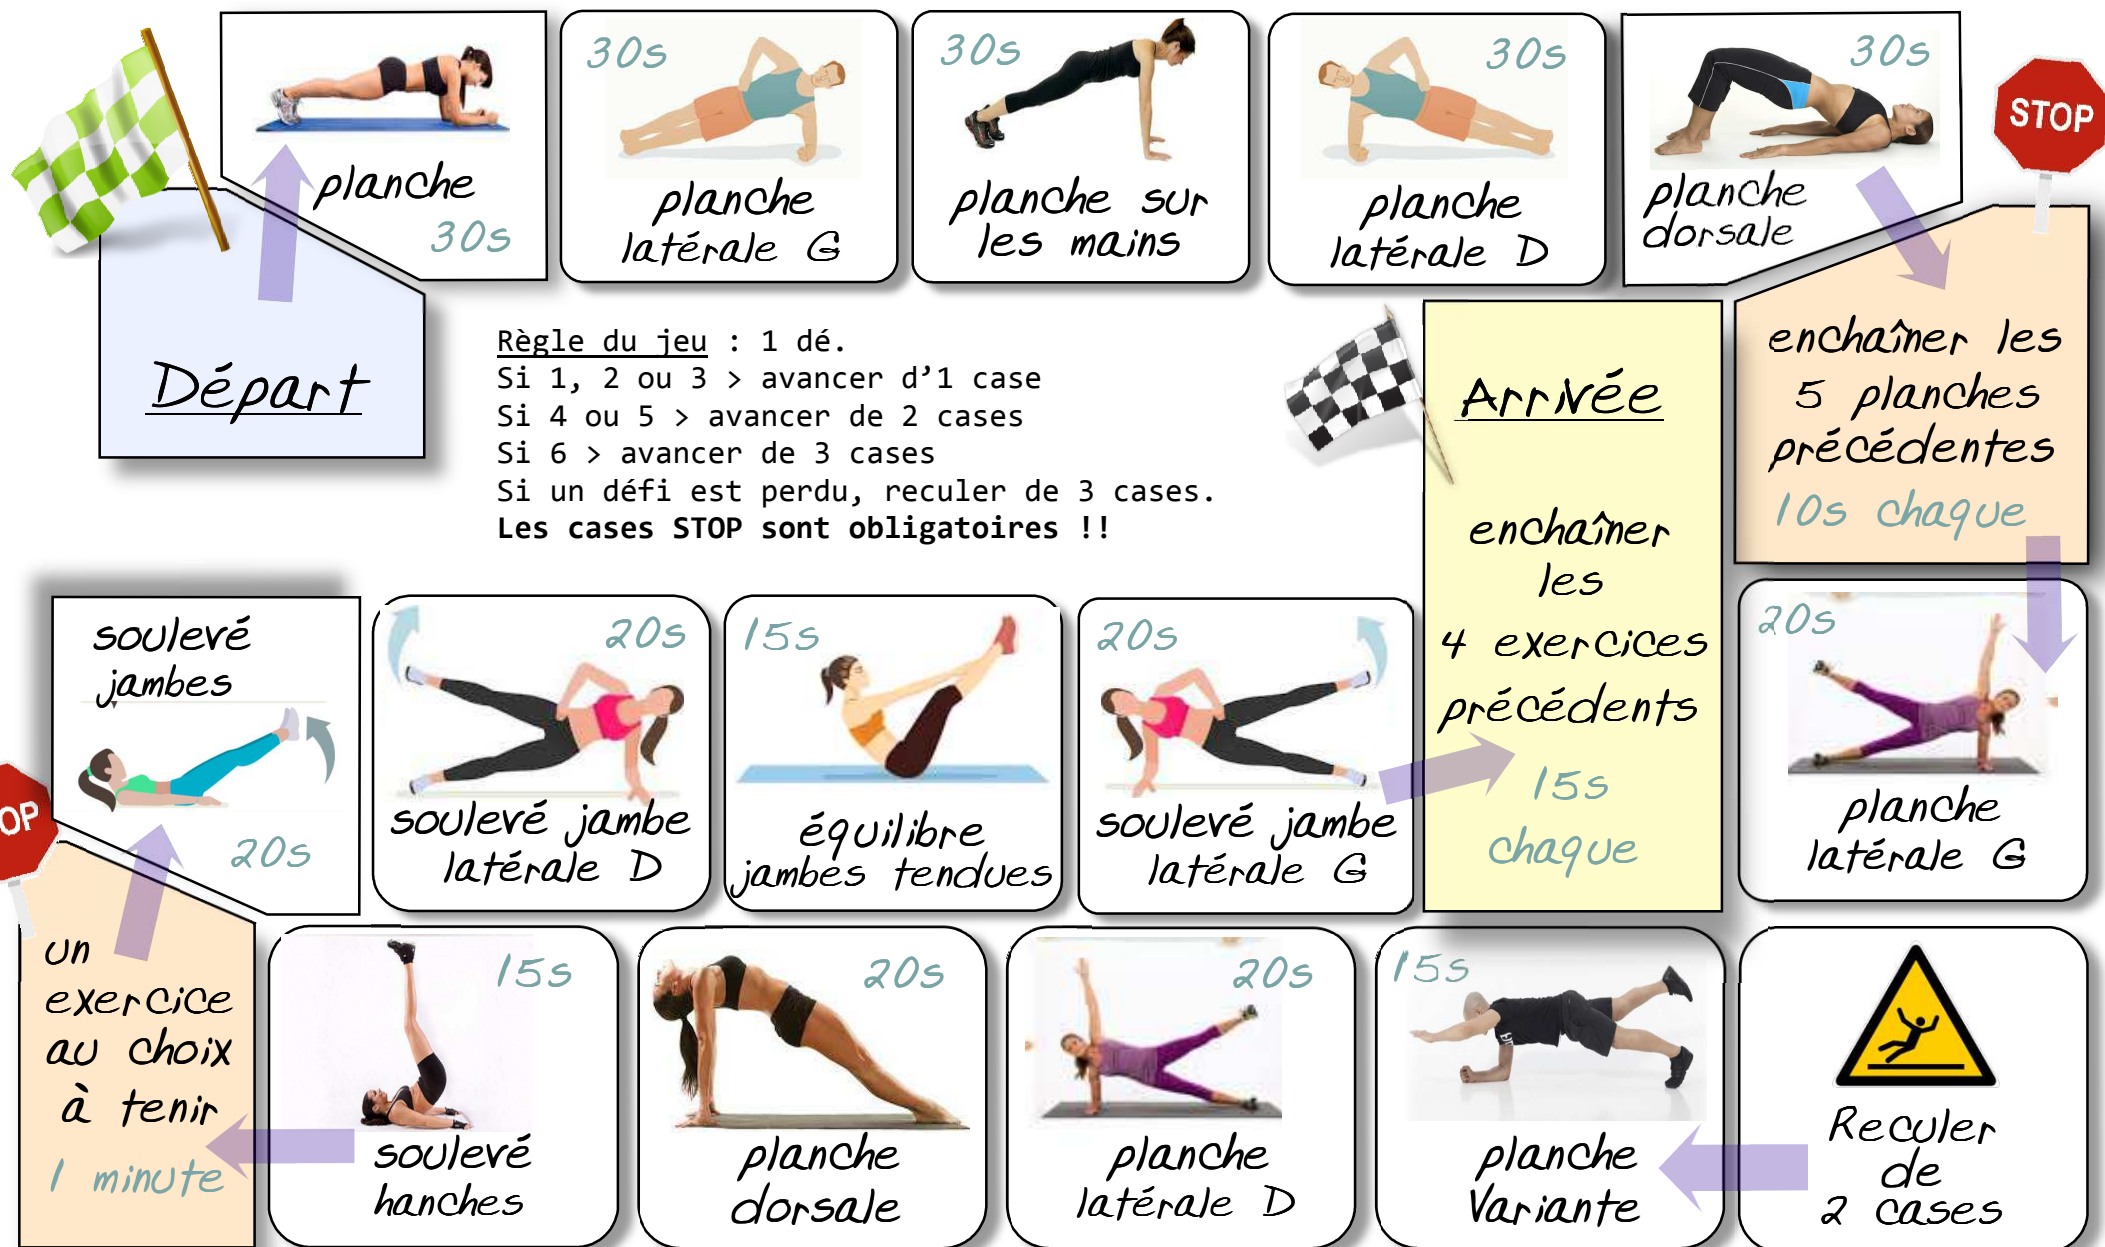 Départ
planche
30s
30s
planche
latérale G
30s
planche sur
les mains
30s
planche
latérale D
30s
planche
dorsale
STOP
enchaîner les
5 planches
précédentes
10s chaque
Règle du jeu : 1 dé.
Si 1, 2 ou 3 > avancer d’1 case
Si 4 ou 5 > avancer de 2 cases
Si 6 > avancer de 3 cases
Si un défi est perdu, reculer de 3 cases.
Les cases STOP sont obligatoires !!
20s
planche
latérale G
Reculer
de
2 cases
15s
planche
Variante
20s
planche
latérale D
20s
planche
dorsale
15s
soulevé
hanches
OP
un
exercice
au choix
à tenir
1 minute
soulevé
jambes
20s
20s
soulevé jambe
latérale D
15s
équilibre
jambes tendues
20s
soulevé jambe
latérale G
Arrivée
enchaîner
les
4 exercices
précédents
15s
chaque